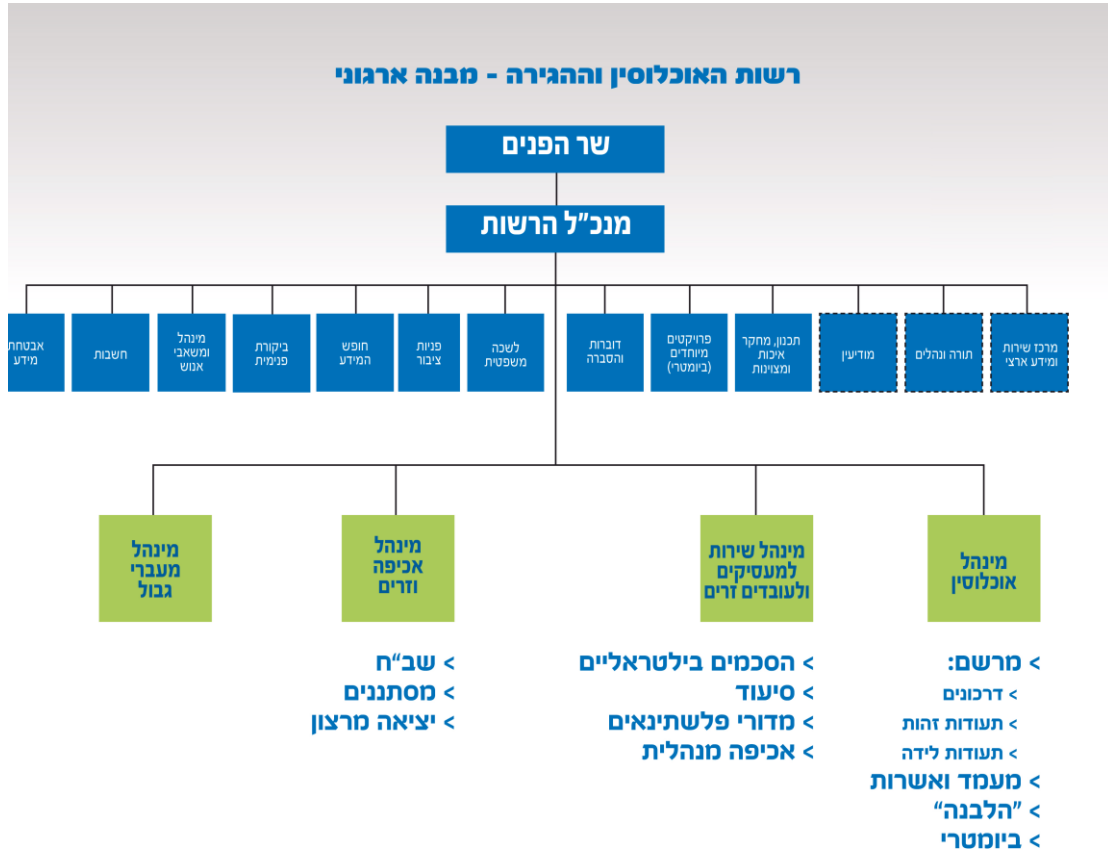 רשות האוכלוסין וההגירה - מבנה ארגוני
שר הפנים
מנכ"ל הרשות
מרכז שירות
ומידע ארצי
תורה ונהלים
מודיעין
תכנון, מחקר
איכות
ומצוינות
פרויקטים
מיוחדים
(ביומטרי)
דוברות
והסברה
לשכה
משפטית
פניות
ציבור
חופש
המידע
ביקורת
פנימית
מינהל
ומשאבי
אנוש
חשבות
אבטחת
מידע
מינהל
אוכלוסין
מינהל שירות
למעסיקים
ולעובדים זרים
מינהל
אכיפה
וזרים
מינהל
מעברי
גבול
> מרשם:
> דרכונים
> תעודות זהות
> תעודות לידה
> מעמד ואשרות
> "הלבנה"
> ביומטרי
> הסכמים בילטראליים
> סיעוד
> מדורי פלשתינאים
> אכיפה מנהלית
> שב"ח
> מסתננים
> יציאה מרצון